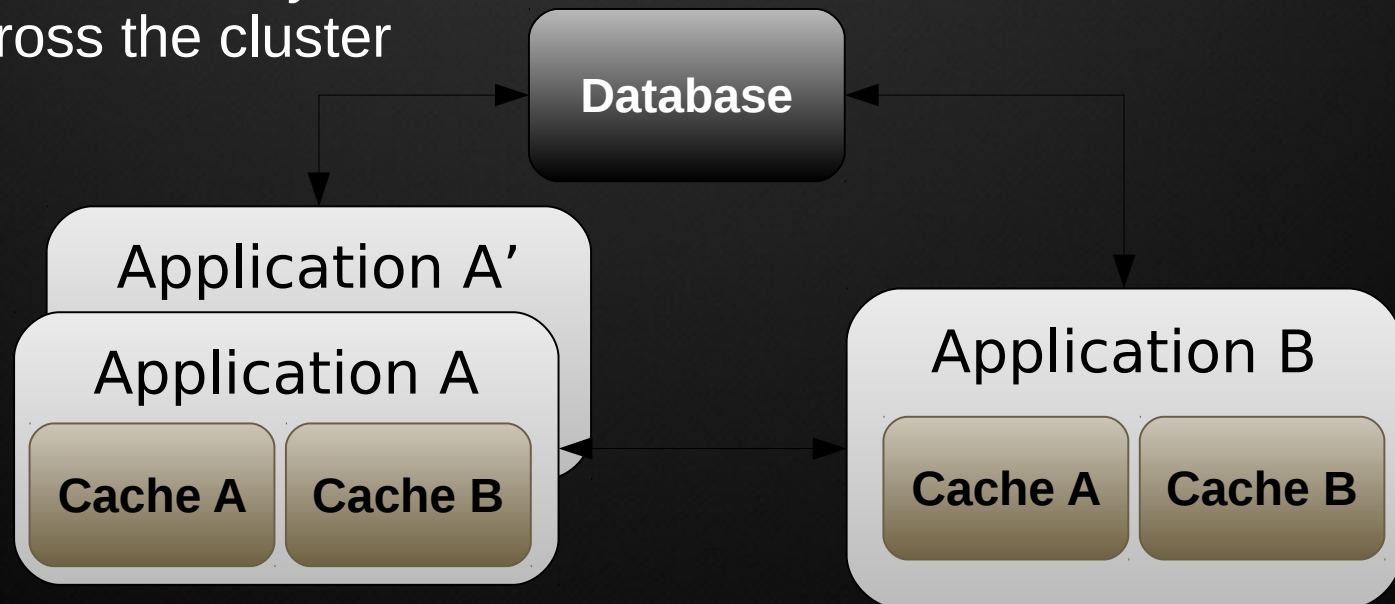 ross the cluster
Database
Application A’
Application A
Cache A
Cache B
Application B
Cache A
Cache B